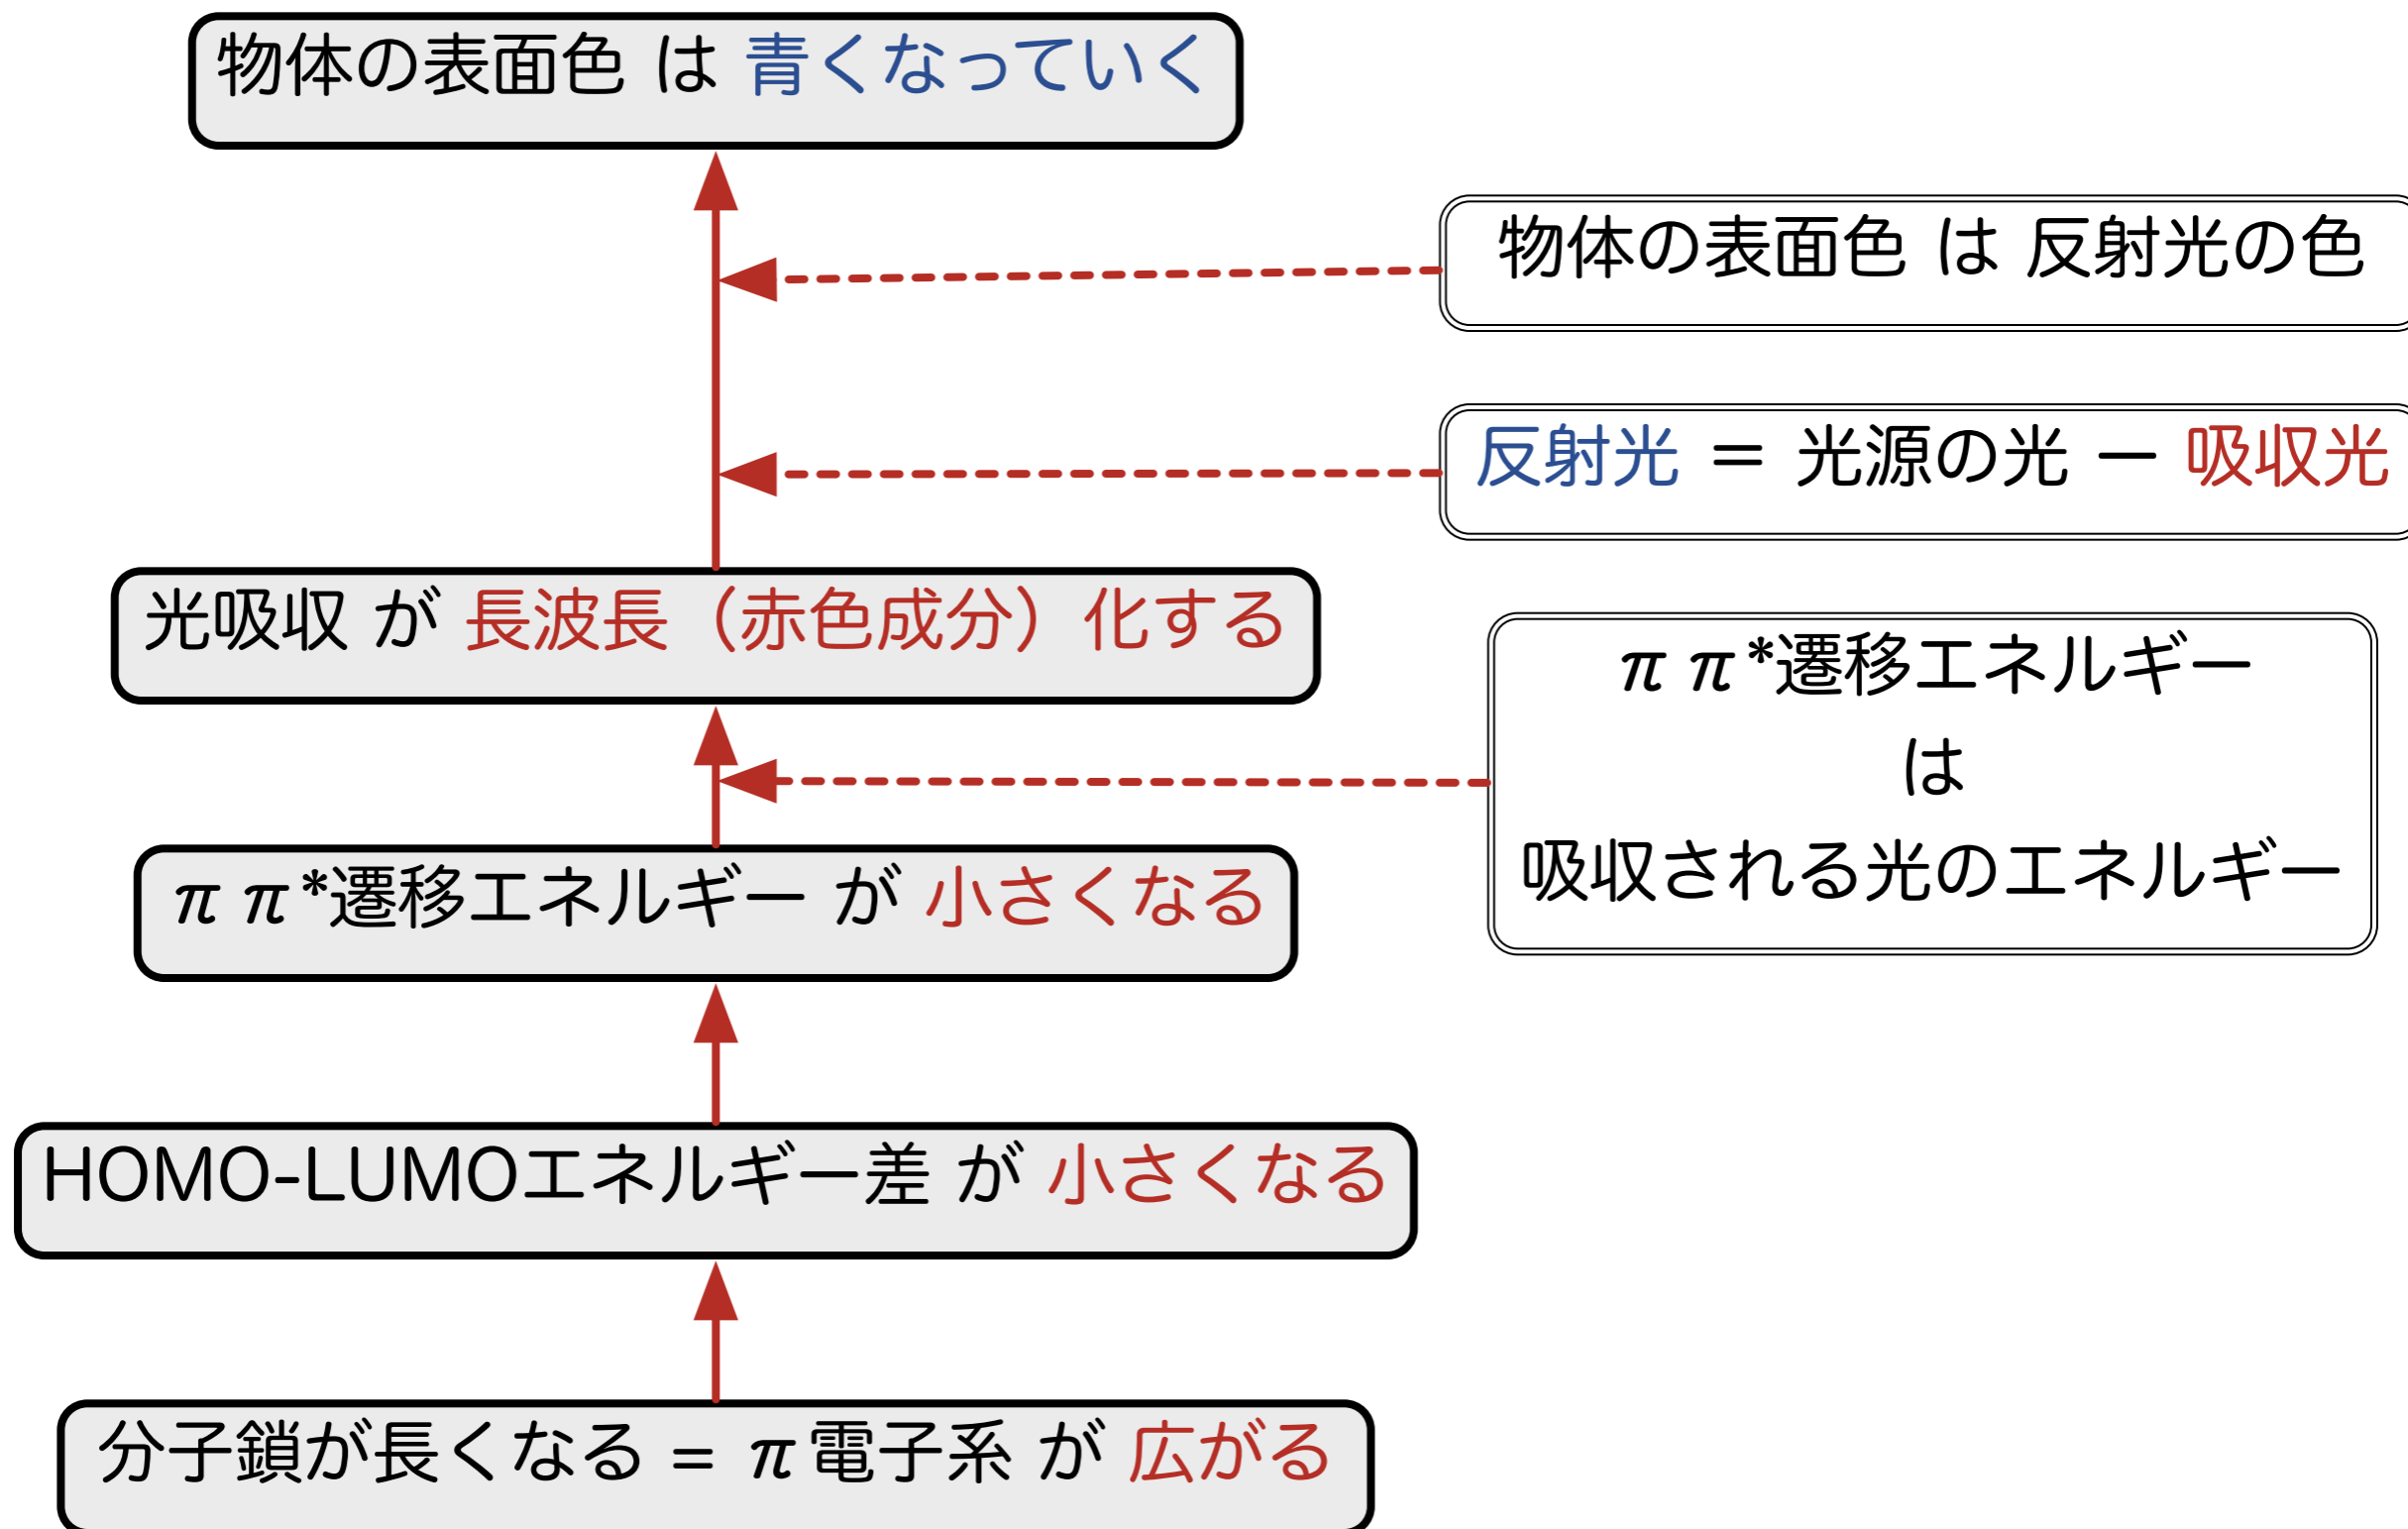 物体の表面色 は 青くなっていく
物体の表面色 は 反射光の色
反射光 = 光源の光 − 吸収光
光吸収 が 長波長（赤色成分）化する
ππ*遷移エネルギー
は
吸収される光のエネルギー
ππ*遷移エネルギー が 小さくなる
HOMO-LUMOエネルギー差 が 小さくなる
分子鎖が長くなる = π電子系 が 広がる